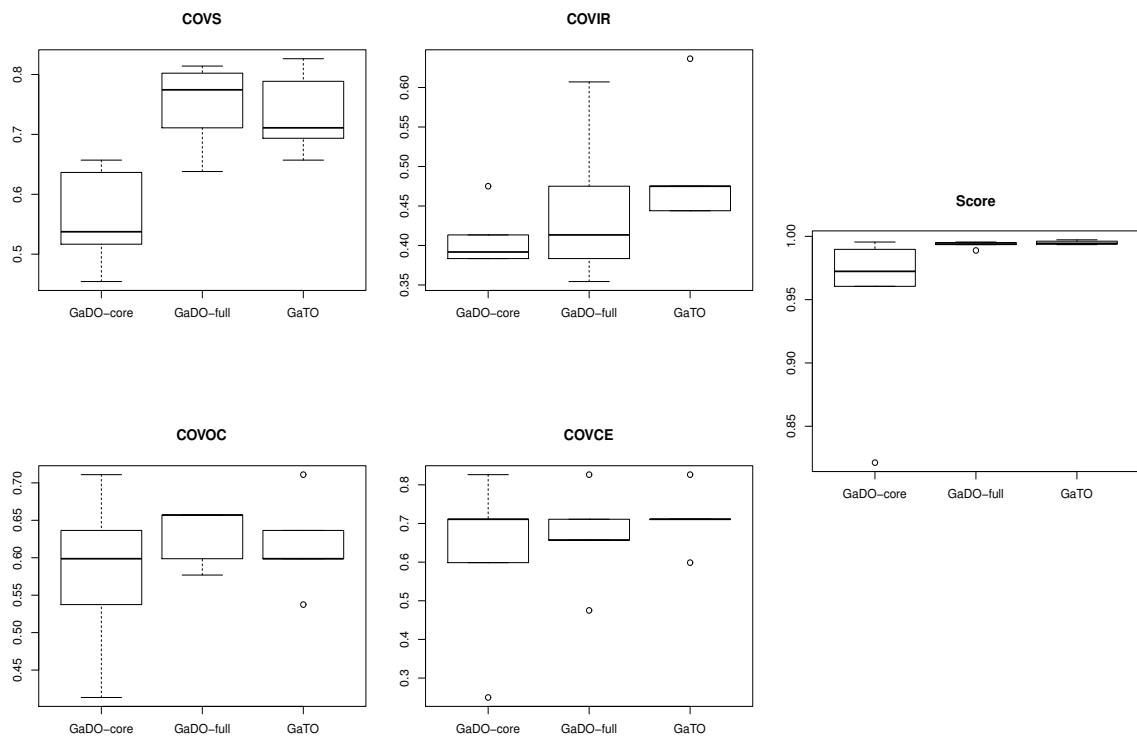 COVS
0.8
0.7
0.6
0.5
GaDO−core GaDO−full GaTO
COVIR
0.60
0.55
0.50
0.45
0.40
0.35
GaDO−core GaDO−full GaTO
Score
1.00
0.95
0.90
0.85
GaDO−core GaDO−full GaTO
COVOC
0.70
0.65
0.60
0.55
0.50
0.45
GaDO−core GaDO−full GaTO
COVCE
0.8
0.7
0.6
0.5
0.4
0.3
GaDO−core GaDO−full GaTO